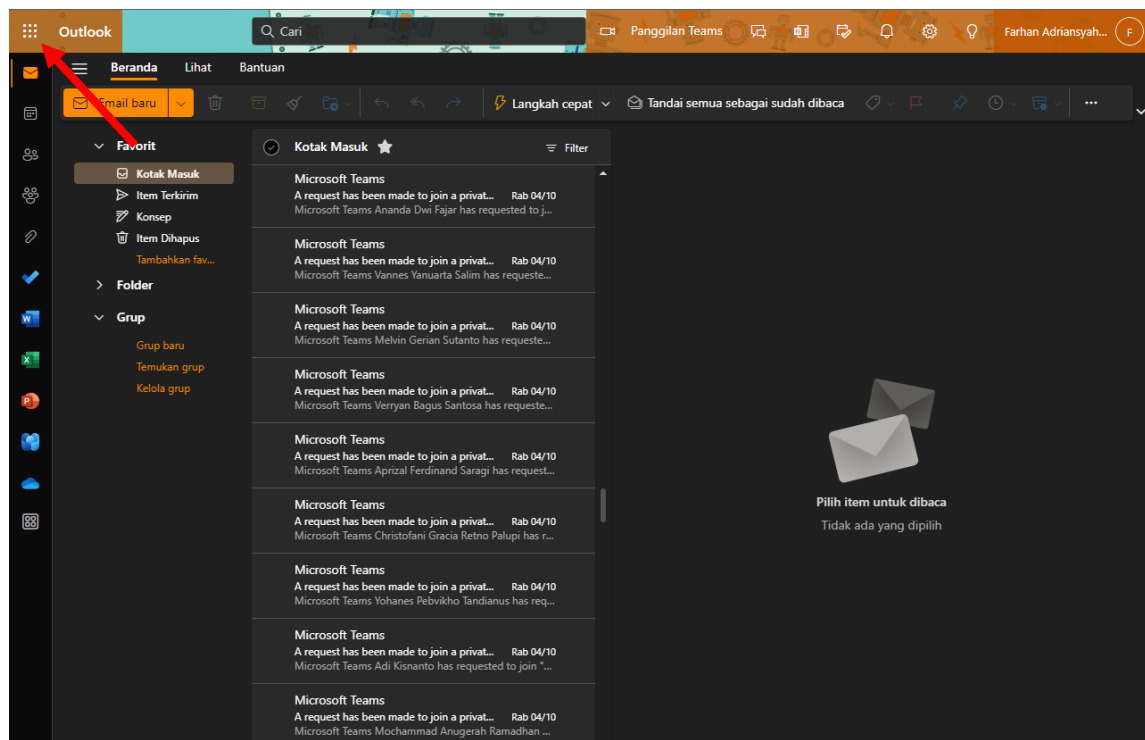 Outlook
Cari
Panggilan Teams
Farhan Adriansyah...
F
Beranda Lihat Bantuan
Email baru
Langkah cepat
Tandai semua sebagai sudah dibaca
Favorit
Kotak Masuk
Item Terkirim
Konsep
Item Dihapus
Tambahkan fav...
Folder
Grup
Grup baru
Temukan grup
Kelola grup
Kotak Masuk
Filter
Microsoft Teams
A request has been made to join a privat... Rab 04/10
Microsoft Teams Ananda Dwi Fajar has requested to j...
Microsoft Teams
A request has been made to join a privat... Rab 04/10
Microsoft Teams Vannes Yanuarta Salim has requeste...
Microsoft Teams
A request has been made to join a privat... Rab 04/10
Microsoft Teams Melvin Gerian Sutanto has requeste...
Microsoft Teams
A request has been made to join a privat... Rab 04/10
Microsoft Teams Verryan Bagus Santosa has requeste...
Microsoft Teams
A request has been made to join a privat... Rab 04/10
Microsoft Teams Aprizal Ferdinand Saragi has request...
Microsoft Teams
A request has been made to join a privat... Rab 04/10
Microsoft Teams Christofani Gracia Retno Palupi has r...
Microsoft Teams
A request has been made to join a privat... Rab 04/10
Microsoft Teams Yohanes Pebvikho Tandianus has req...
Microsoft Teams
A request has been made to join a privat... Rab 04/10
Microsoft Teams Adi Kisnanto has requested to join "...
Microsoft Teams
A request has been made to join a privat... Rab 04/10
Microsoft Teams Mochammad Anugerah Ramadhan ...
Pilih item untuk dibaca
Tidak ada yang dipilih